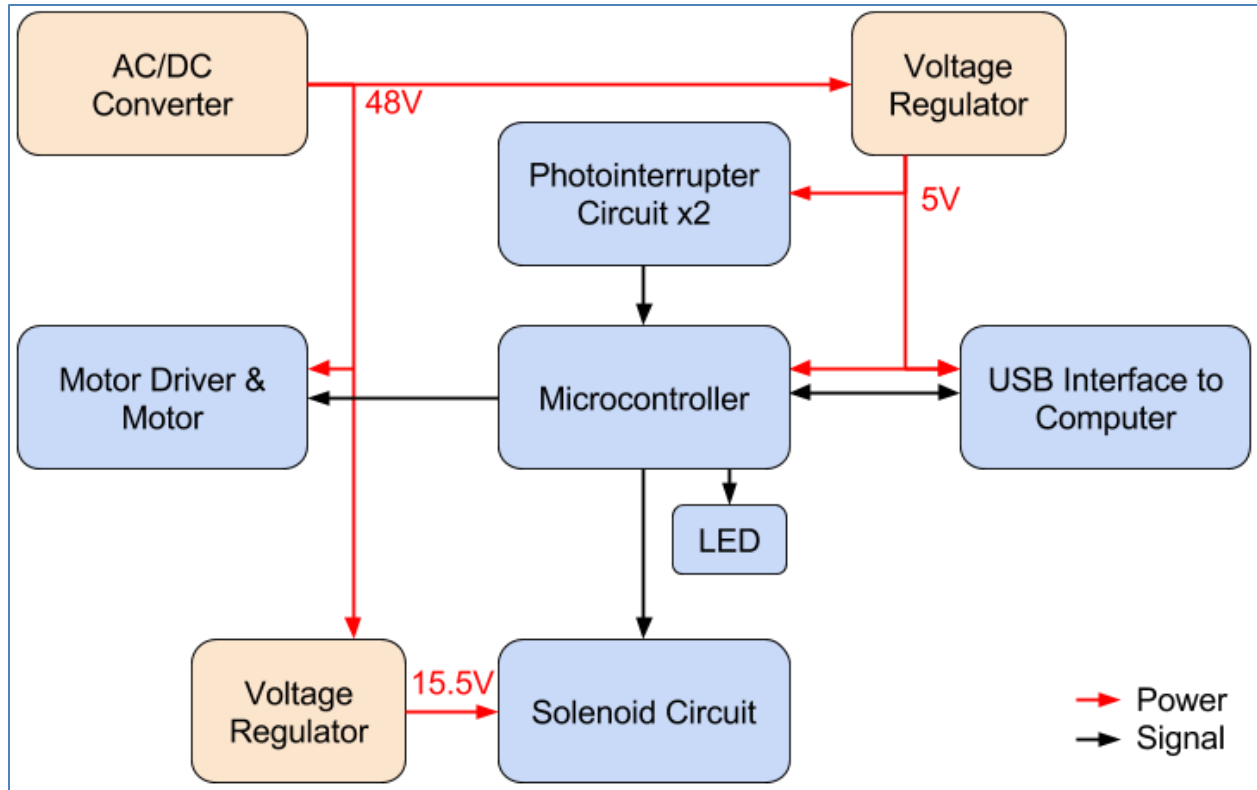 AC/DC
Converter
48V
Voltage
Regulator
Photointerrupter
Circuit x2
5V
Motor Driver &
Motor
Microcontroller
USB Interface to
Computer
LED
Voltage
Regulator
15.5V
Solenoid Circuit
Power
Signal